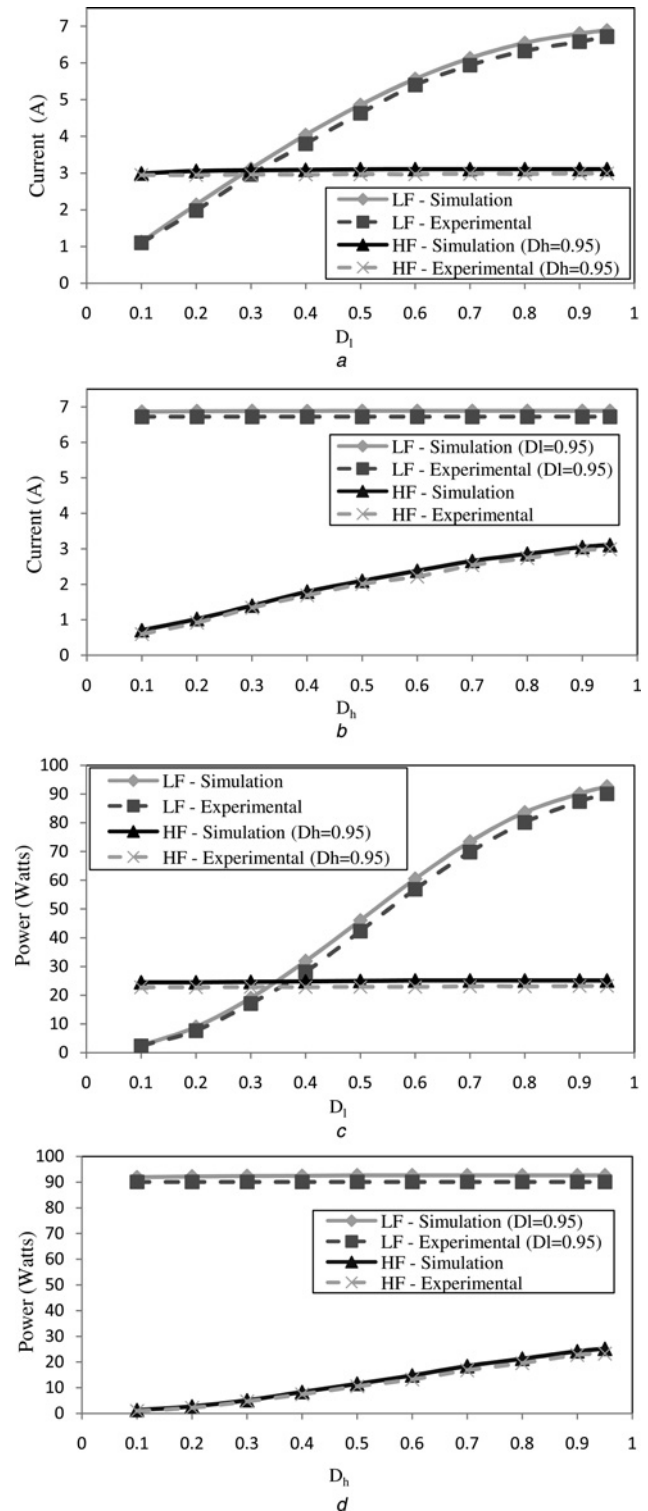 7
6
5
4
3
2
1
0
Current (A)
LF - Simulation
LF - Experimental
HF - Simulation (Dh=0.95)
HF - Experimental (Dh=0.95)
0 0.1 0.2 0.3 0.4 0.5 0.6 0.7 0.8 0.9 1
Dl
a
7
6
5
4
3
2
1
0
Current (A)
LF - Simulation (Dl=0.95)
LF - Experimental (Dl=0.95)
HF - Simulation
HF - Experimental
0 0.1 0.2 0.3 0.4 0.5 0.6 0.7 0.8 0.9 1
Dh
b
100
90
80
70
60
50
40
30
20
10
0
Power (Watts)
LF - Simulation
LF - Experimental
HF - Simulation (Dh=0.95)
HF - Experimental (Dh=0.95)
0 0.1 0.2 0.3 0.4 0.5 0.6 0.7 0.8 0.9 1
Dl
c
100
90
80
70
60
50
40
30
20
10
0
Power (Watts)
LF - Simulation (Dl=0.95)
LF - Experimental (Dl=0.95)
HF - Simulation
HF - Experimental
0 0.1 0.2 0.3 0.4 0.5 0.6 0.7 0.8 0.9 1
Dh
d